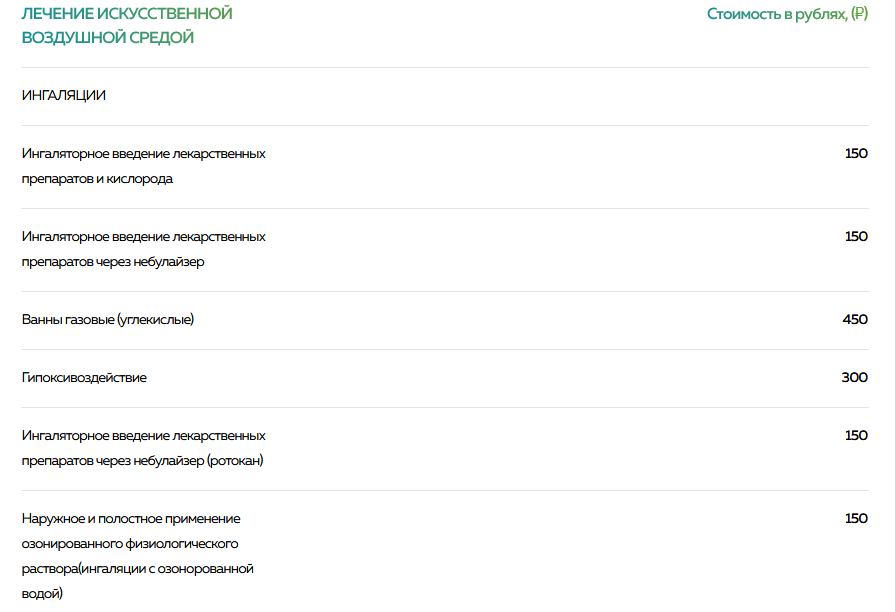 ЛЕЧЕНИЕ ИСКУССТВЕННОЙ
ВОЗДУШНОЙ СРЕДОЙ
Стоимость в рублях, (₽)
ИНГАЛЯЦИИ
Ингаляторное введение лекарственных
препаратов и кислорода
150
Ингаляторное введение лекарственных
препаратов через небулайзер
150
Ванны газовые (углекислые)
450
Гипоксивоздействие
300
Ингаляторное введение лекарственных
препаратов через небулайзер (ротокан)
150
Наружное и полостное применение
озонированного физиологического
раствора(ингаляции с озонорованной
водой)
150